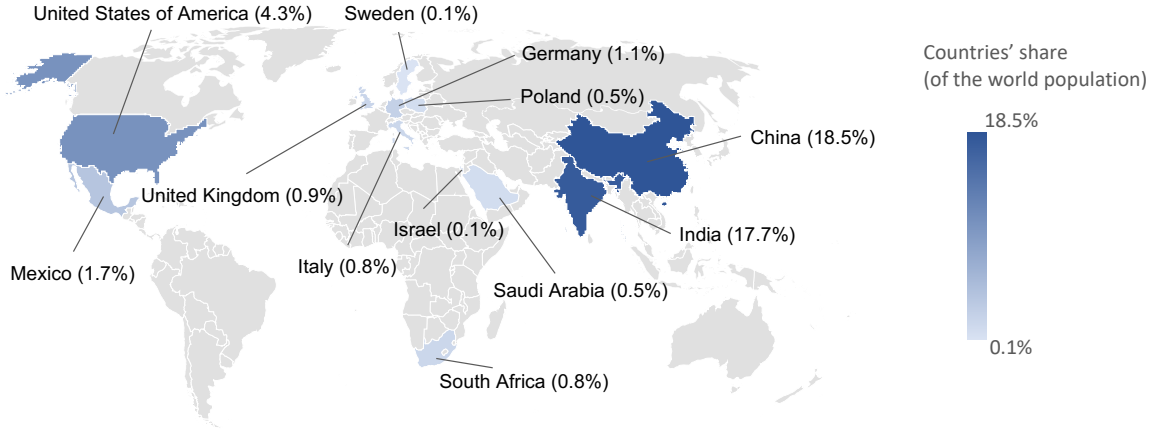 United States of America (4.3%)
Sweden (0.1%)
Germany (1.1%)
Countries’ share
(of the world population)
Poland (0.5%)
18.5%
China (18.5%)
United Kingdom (0.9%)
Israel (0.1%)
India (17.7%)
Italy (0.8%)
Mexico (1.7%)
Saudi Arabia (0.5%)
0.1%
South Africa (0.8%)